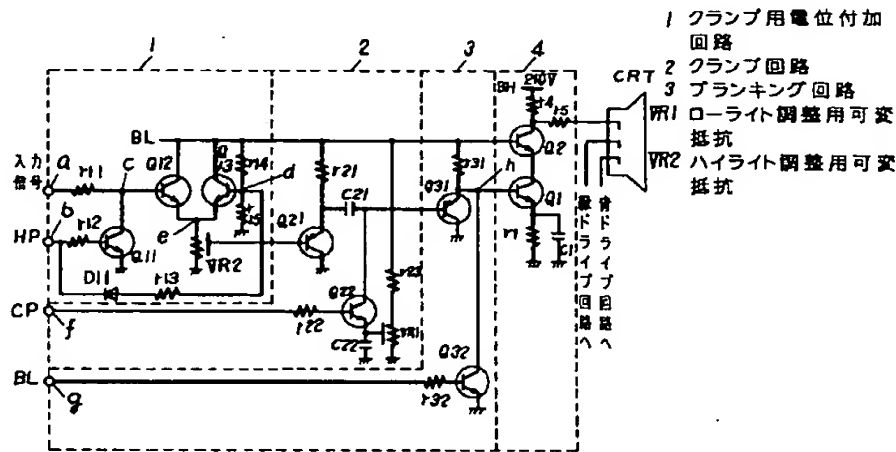 1 2 3 4
1 クランプ用電位付加
回路
2 クランプ回路
3 ブランキング回路
VR1 ローライト調整用可変
抵抗
VR2 ハイライト調整用可変
抵抗
BH 210V
CRT
r4
r5
BL
Q2
入力
信号
a
r11
c
Q12
r14
d
r21
C21
r31
h
Q31
Q1
r15
b
HP
r12
e
Q21
Q11
VR2
r1
C1
r23
D11
r13
Q22
CP
f
r22
C22
VR1
Q32
BL
g
r32
緑ドライブ回路へ
青ドライブ回路へ